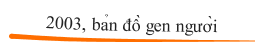 2003, bản đồ gen người